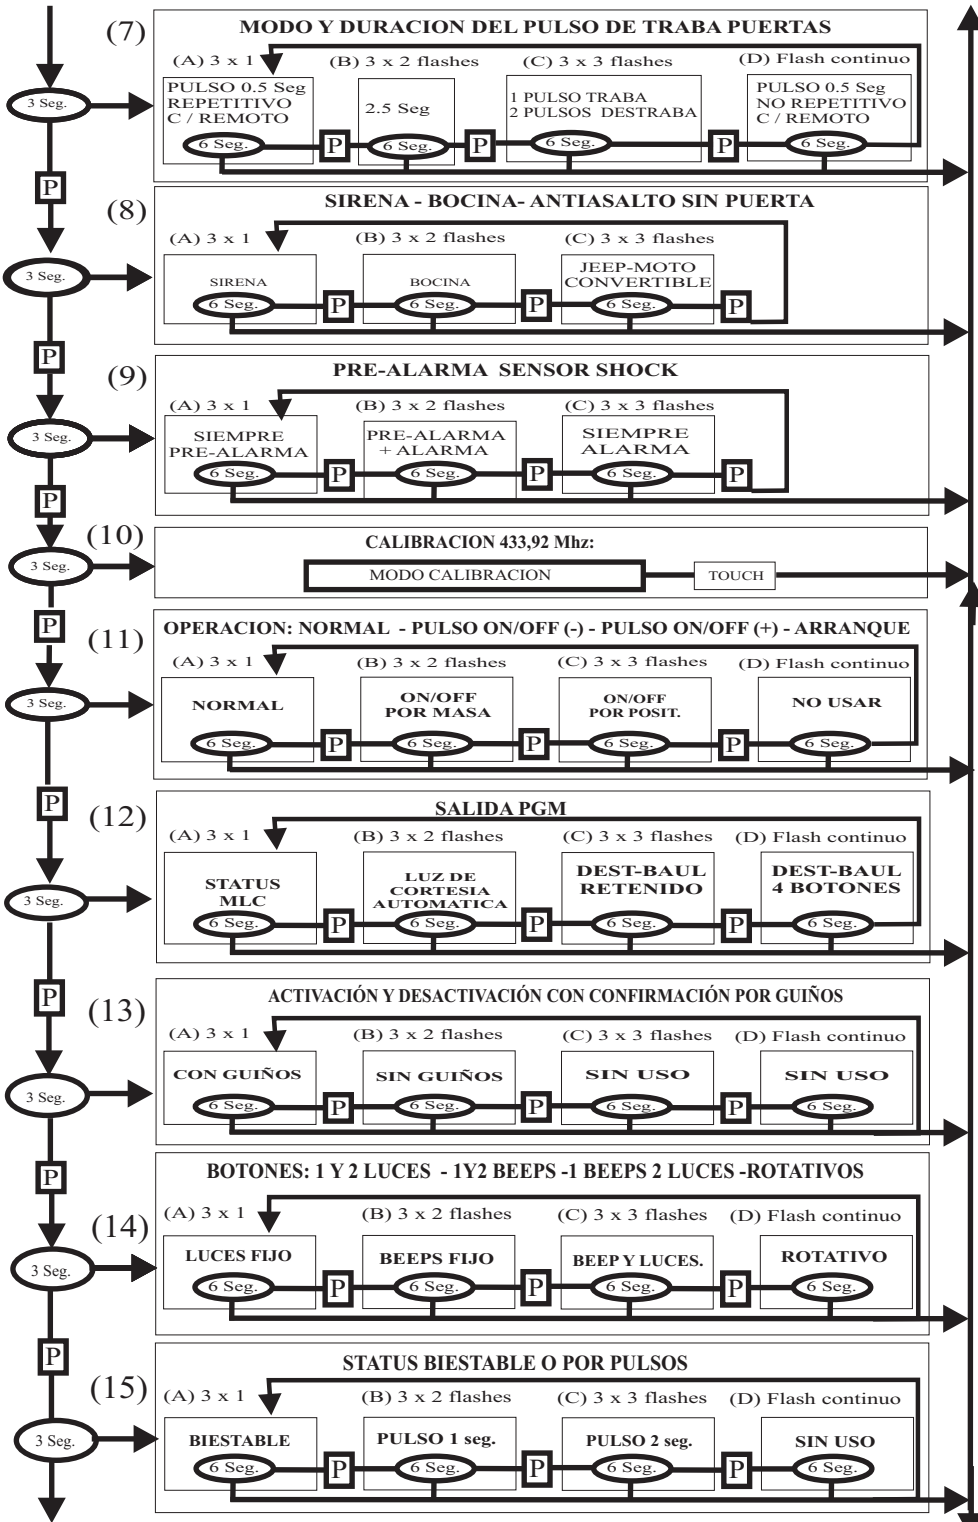 (7) MODO Y DURACION DEL PULSO DE TRABA PUERTAS
(A) 3 x 1 (B) 3 x 2 flashes (C) 3 x 3 flashes (D) Flash continuo
PULSO 0.5 Seg
REPETITIVO
C / REMOTO
2.5 Seg
1 PULSO TRABA
2 PULSOS DESTRABA
PULSO 0.5 Seg
NO REPETITIVO
C / REMOTO
3 Seg.
6 Seg. P 6 Seg. P 6 Seg. P 6 Seg.
P
(8) SIRENA - BOCINA- ANTIASALTO SIN PUERTA
(A) 3 x 1 (B) 3 x 2 flashes (C) 3 x 3 flashes
SIRENA
BOCINA
JEEP-MOTO
CONVERTIBLE
3 Seg.
6 Seg. P 6 Seg. P 6 Seg. P
P
(9) PRE-ALARMA SENSOR SHOCK
(A) 3 x 1 (B) 3 x 2 flashes (C) 3 x 3 flashes
SIEMPRE
PRE-ALARMA
PRE-ALARMA
+ ALARMA
SIEMPRE
ALARMA
3 Seg.
6 Seg. P 6 Seg. P 6 Seg. P
P
(10) CALIBRACION 433,92 Mhz:
3 Seg.
MODO CALIBRACION TOUCH
P
(11) OPERACION: NORMAL - PULSO ON/OFF (-) - PULSO ON/OFF (+) - ARRANQUE
(A) 3 x 1 (B) 3 x 2 flashes (C) 3 x 3 flashes (D) Flash continuo
NORMAL
ON/OFF
POR MASA
ON/OFF
POR POSIT.
NO USAR
3 Seg.
6 Seg. P 6 Seg. P 6 Seg. P 6 Seg.
P
(12) SALIDA PGM
(A) 3 x 1 (B) 3 x 2 flashes (C) 3 x 3 flashes (D) Flash continuo
STATUS
MLC
LUZ DE
CORTESIA
AUTOMATICA
DEST-BAUL
RETENIDO
DEST-BAUL
4 BOTONES
3 Seg.
6 Seg. P 6 Seg. P 6 Seg. P 6 Seg.
P
(13) ACTIVACIÓN Y DESACTIVACIÓN CON CONFIRMACIÓN POR GUIÑOS
(A) 3 x 1 (B) 3 x 2 flashes (C) 3 x 3 flashes (D) Flash continuo
CON GUIÑOS
SIN GUIÑOS
SIN USO
SIN USO
3 Seg.
6 Seg. P 6 Seg. P 6 Seg. P 6 Seg.
P
(14) BOTONES: 1 Y 2 LUCES - 1Y2 BEEPS -1 BEEPS 2 LUCES -ROTATIVOS
(A) 3 x 1 (B) 3 x 2 flashes (C) 3 x 3 flashes (D) Flash continuo
LUCES FIJO
BEEPS FIJO
BEEP Y LUCES.
ROTATIVO
3 Seg.
6 Seg. P 6 Seg. P 6 Seg. P 6 Seg.
P
(15) STATUS BIESTABLE O POR PULSOS
(A) 3 x 1 (B) 3 x 2 flashes (C) 3 x 3 flashes (D) Flash continuo
BIESTABLE
PULSO 1 seg.
PULSO 2 seg.
SIN USO
3 Seg.
6 Seg. P 6 Seg. P 6 Seg. P 6 Seg.